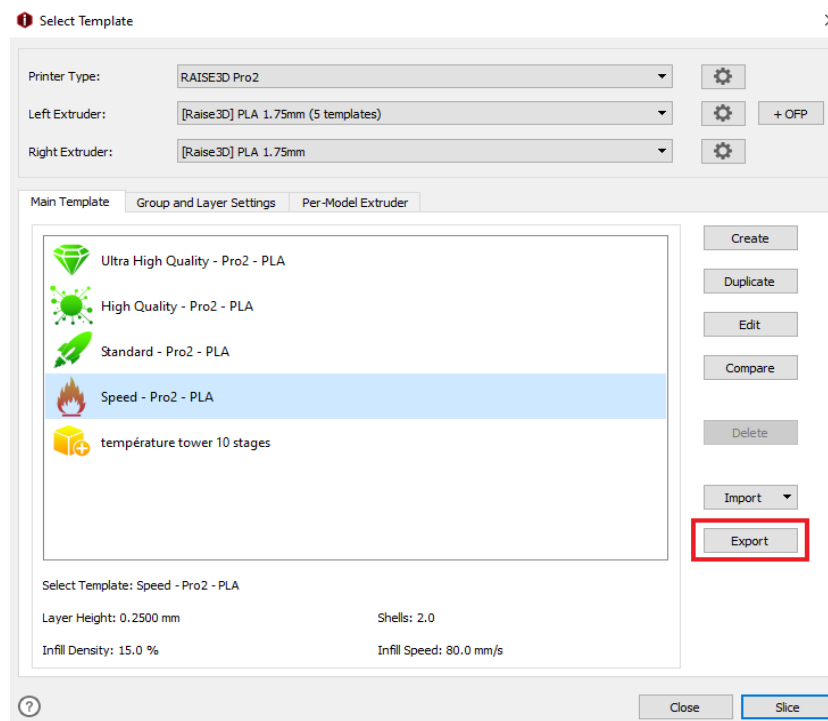 Select Template
Printer Type:
RAISE3D Pro2
Left Extruder:
[Raise3D] PLA 1.75mm (5 templates)
+ OFP
Right Extruder:
[Raise3D] PLA 1.75mm
Main Template
Group and Layer Settings
Per-Model Extruder
Ultra High Quality - Pro2 - PLA
High Quality - Pro2 - PLA
Standard - Pro2 - PLA
Speed - Pro2 - PLA
température tower 10 stages
Create
Duplicate
Edit
Compare
Delete
Import
Export
Select Template: Speed - Pro2 - PLA
Layer Height: 0.2500 mm
Shells: 2.0
Infill Density: 15.0 %
Infill Speed: 80.0 mm/s
?
Close
Slice